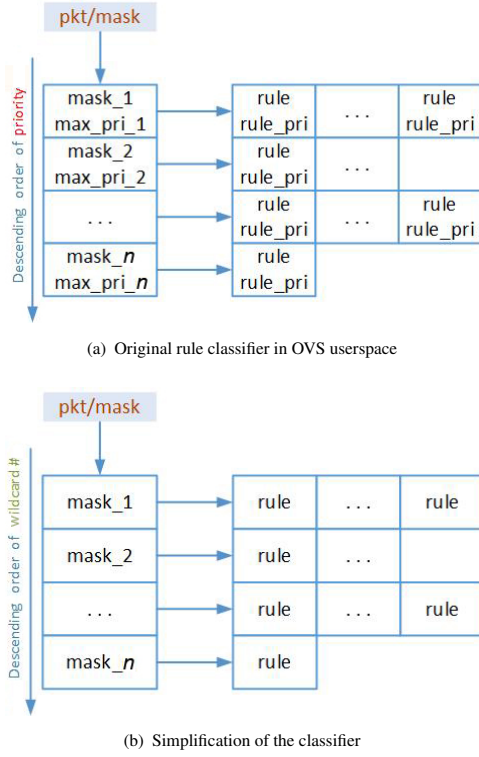 pkt/mask
Descending order of priority
mask_1
max_pri_1
rule
rule_pri
...
rule
rule_pri
mask_2
max_pri_2
rule
rule_pri
...
...
rule
rule_pri
...
rule
rule_pri
mask_n
max_pri_n
rule
rule_pri
(a) Original rule classifier in OVS userspace
pkt/mask
Descending order of wildcard #
mask_1
rule
...
rule
mask_2
rule
...
...
rule
...
rule
mask_n
rule
(b) Simplification of the classifier